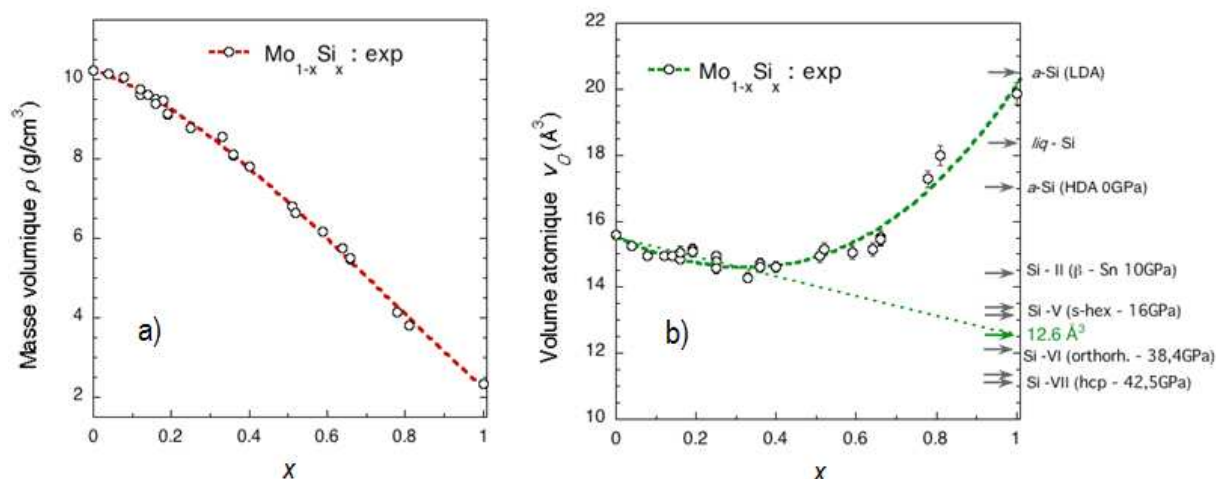 Masse volumique ρ (g/cm³)
10
8
6
4
2
Mo₁₋ₓSiₓ : exp
a)
0
0.2
0.4
0.6
0.8
1
x
Volume atomique v₀ (Å³)
22
20
18
16
14
12
10
Mo₁₋ₓSiₓ : exp
b)
0
0.2
0.4
0.6
0.8
1
x
a-Si (LDA)
liq - Si
a-Si (HDA 0GPa)
Si - II (β - Sn 10GPa)
Si -V (s-hex - 16GPa)
12.6 Å³
Si -VI (orthorh. - 38,4GPa)
Si -VII (hcp - 42,5GPa)